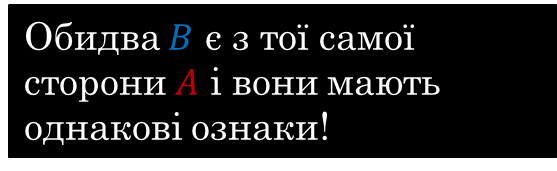 Обидва B є з тої самої
сторони A і вони мають
однакові ознаки!